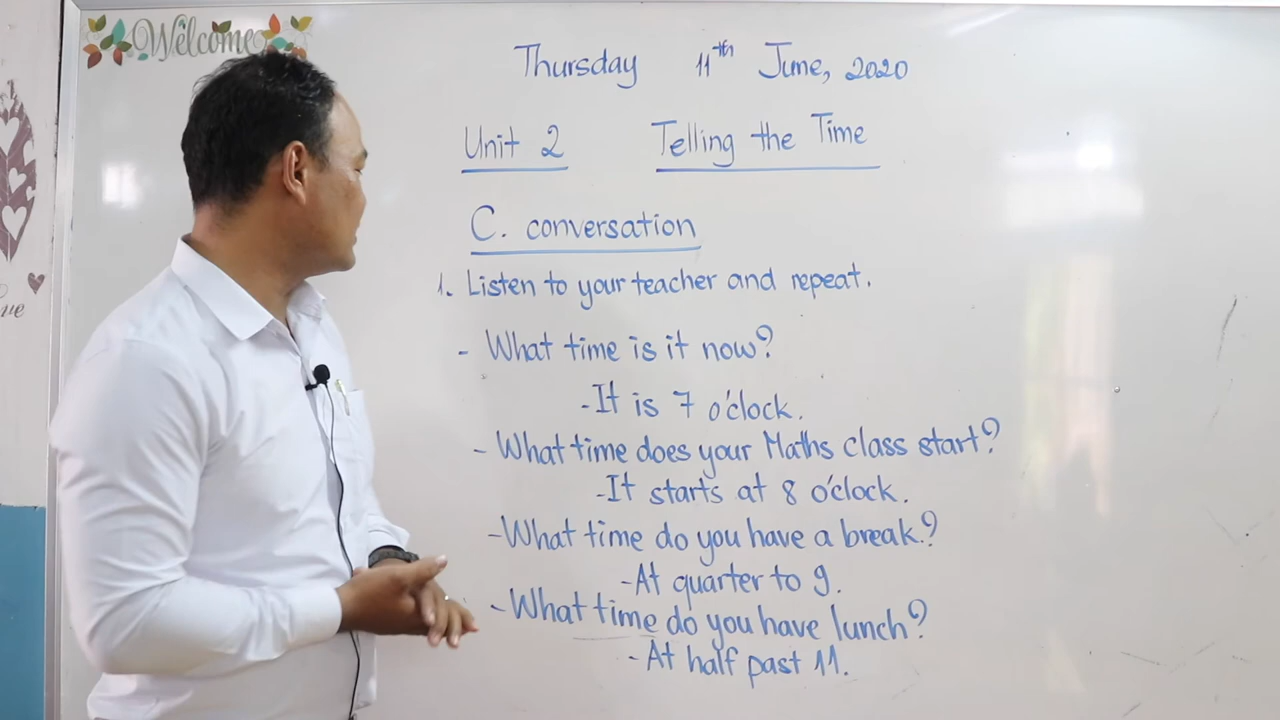 Welcome
Thursday 11th June, 2020
Unit 2 Telling the Time
C. conversation
1. Listen to your teacher and repeat.
- What time is it now?
- It is 7 o'clock.
- What time does your Maths class start?
- It starts at 8 o'clock.
- What time do you have a break.?
- At quarter to 9.
- What time do you have lunch?
- At half past 11.